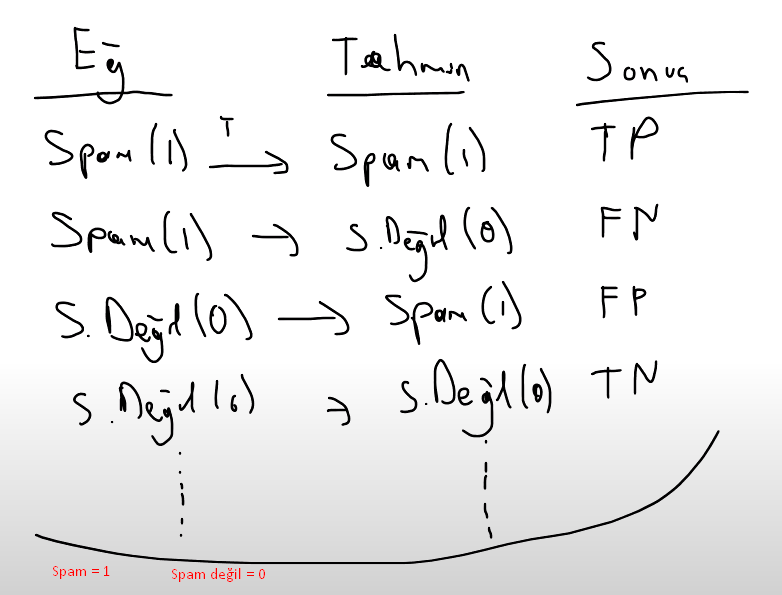 Eğ Tahmin Sonuç
Spam (1) T → Spam (1) TP
Spam (1) → S. Değil (0) FN
S. Değil (0) → Spam (1) FP
S. Değil (0) → S. Değil (0) TN
Spam = 1 Spam değil = 0